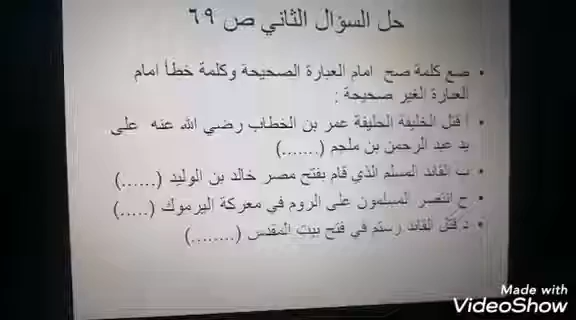 حل السؤال الثاني ص ٦٩
• ضع كلمة صح امام العبارة الصحيحة وكلمة خطأ امام
العبارة الغير صحيحة :
• أ قتل الخليفة الخليفة عمر بن الخطاب رضي الله عنه على
يد عبد الرحمن بن ملجم (.......)
• ب القائد المسلم الذي قام بفتح مصر خالد بن الوليد (......)
• ج انتصر المسلمون على الروم في معركة اليرموك (.....)
• د قتل القائد رستم في فتح بيت المقدس (........)
Made with
VideoShow